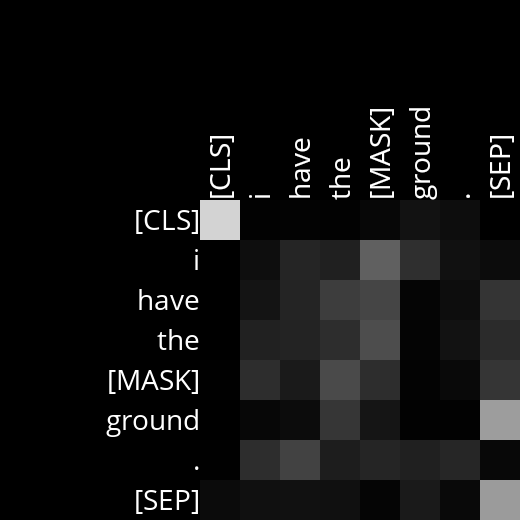 [CLS] i have the [MASK] ground . [SEP]
[CLS]
i
have
the
[MASK]
ground
.
[SEP]